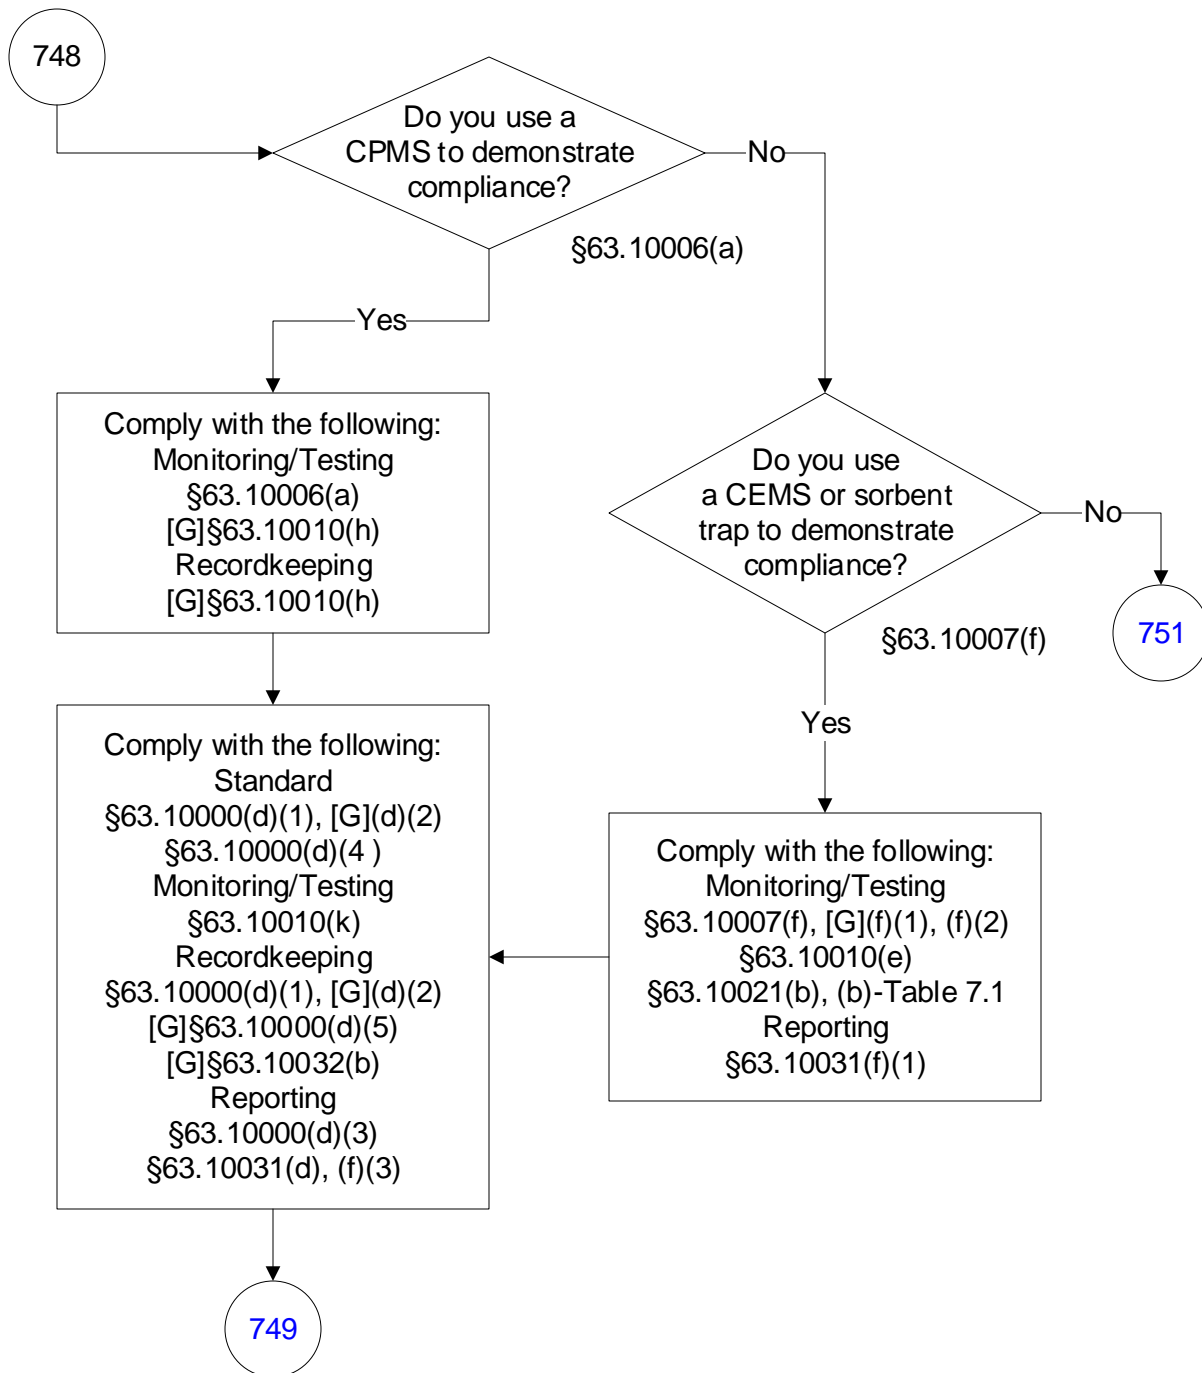 748
Do you use a
CPMS to demonstrate
compliance?
No
§63.10006(a)
Yes
Comply with the following:
Monitoring/Testing
§63.10006(a)
[G]§63.10010(h)
Recordkeeping
[G]§63.10010(h)
Do you use
a CEMS or sorbent
trap to demonstrate
compliance?
No
§63.10007(f)
751
Yes
Comply with the following:
Standard
§63.10000(d)(1), [G](d)(2)
§63.10000(d)(4 )
Monitoring/Testing
§63.10010(k)
Recordkeeping
§63.10000(d)(1), [G](d)(2)
[G]§63.10000(d)(5)
[G]§63.10032(b)
Reporting
§63.10000(d)(3)
§63.10031(d), (f)(3)
Comply with the following:
Monitoring/Testing
§63.10007(f), [G](f)(1), (f)(2)
§63.10010(e)
§63.10021(b), (b)-Table 7.1
Reporting
§63.10031(f)(1)
749